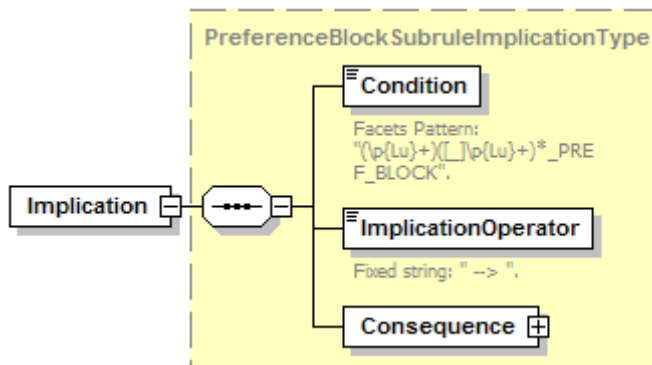 PreferenceBlockSubruleImplicationType
Condition
Facets Pattern:
"(\p{Lu}+)([_]\p{Lu}+)*_PRE
F_BLOCK".
Implication
ImplicationOperator
Fixed string: " --> ".
Consequence